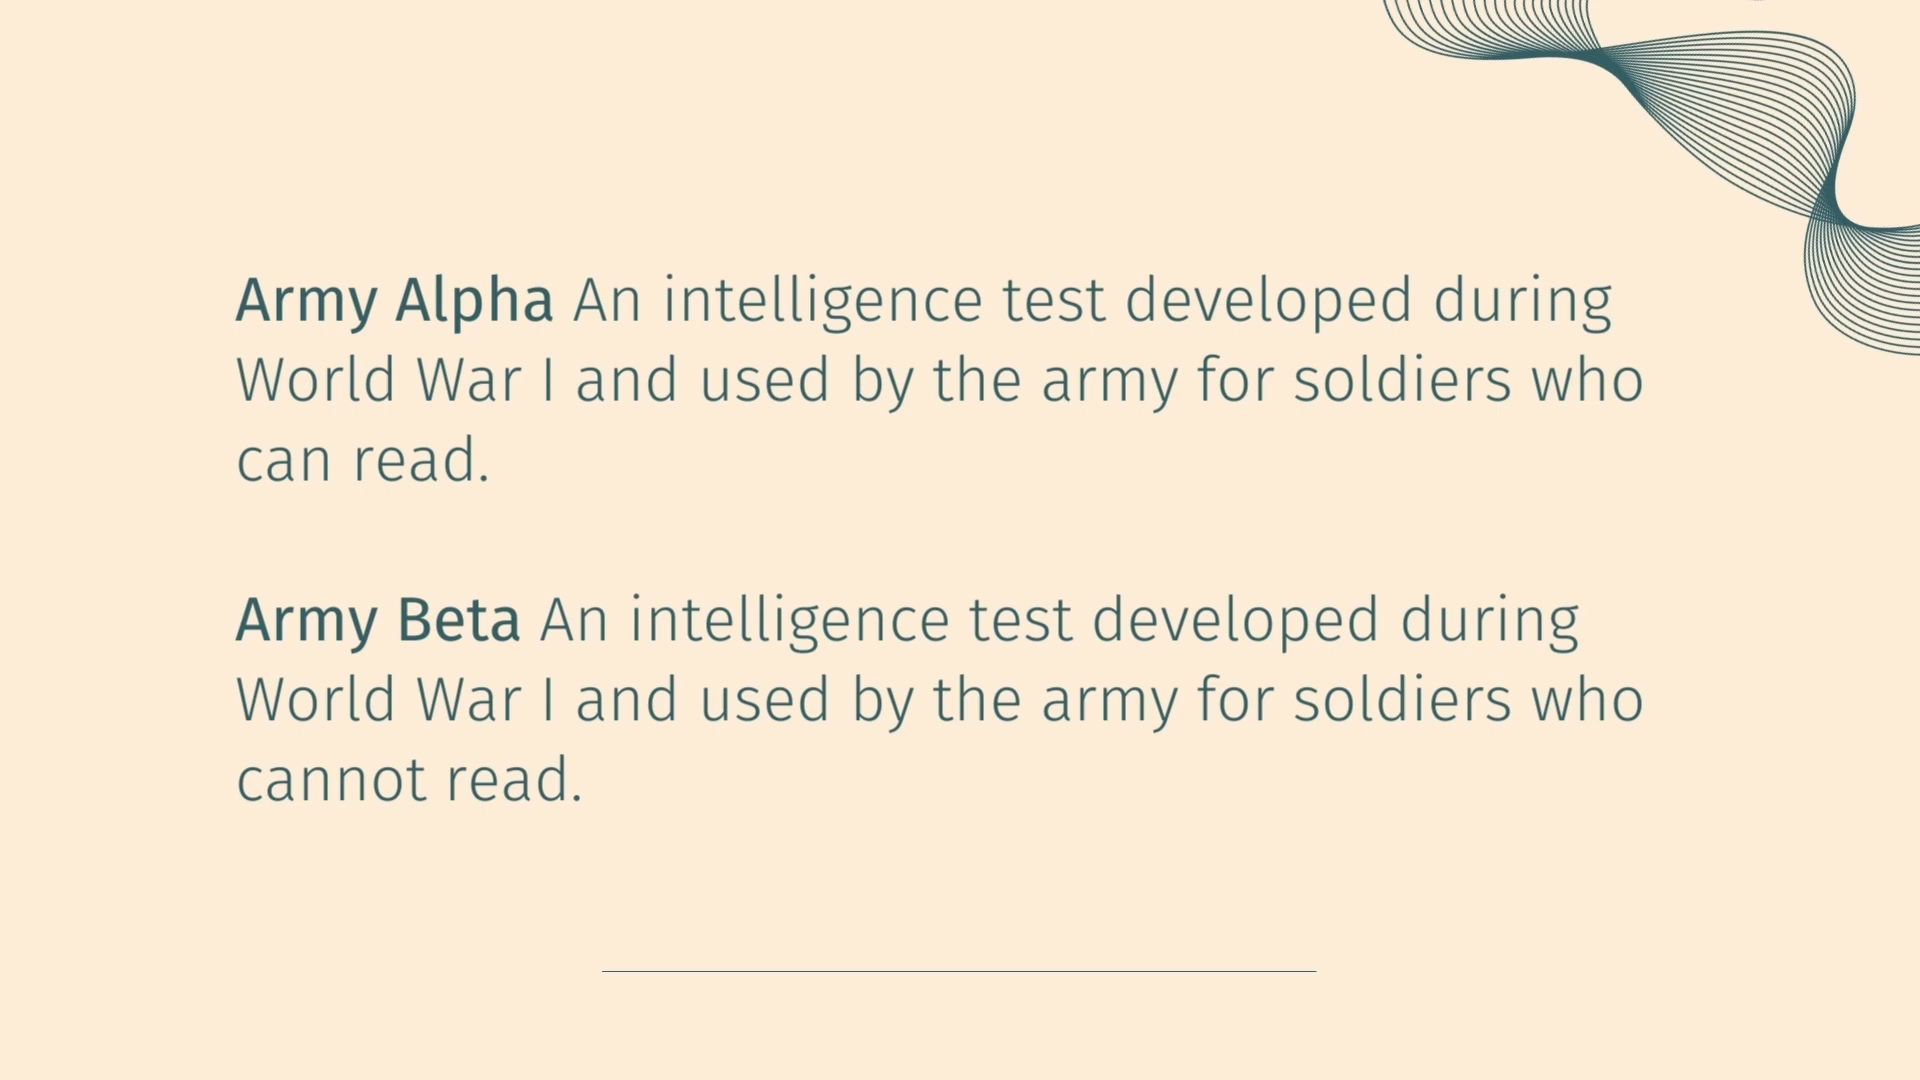 Army Alpha An intelligence test developed during
World War I and used by the army for soldiers who
can read.
Army Beta An intelligence test developed during
World War I and used by the army for soldiers who
cannot read.